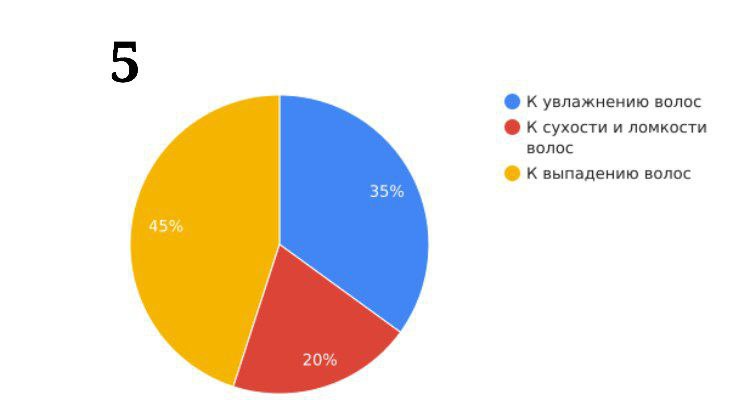 5
К увлажнению волос
К сухости и ломкости
волос
К выпадению волос
35%
45%
20%